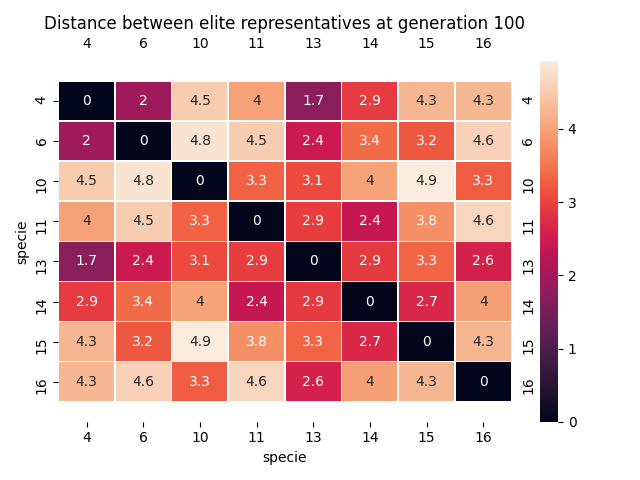 Distance between elite representatives at generation 100
4 6 10 11 13 14 15 16
4 0 2 4.5 4 1.7 2.9 4.3 4.3 4
6 2 0 4.8 4.5 2.4 3.4 3.2 4.6 6
10 4.5 4.8 0 3.3 3.1 4 4.9 3.3 10
11 4 4.5 3.3 0 2.9 2.4 3.8 4.6 11
13 1.7 2.4 3.1 2.9 0 2.9 3.3 2.6 13
14 2.9 3.4 4 2.4 2.9 0 2.7 4 14
15 4.3 3.2 4.9 3.8 3.3 2.7 0 4.3 15
16 4.3 4.6 3.3 4.6 2.6 4 4.3 0 16
4 6 10 11 13 14 15 16
specie
specie
4
3
2
1
0